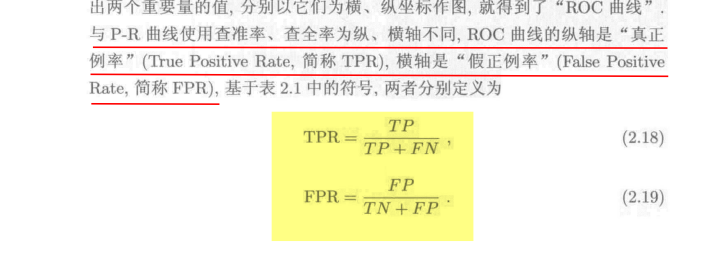 出两个重要量的值, 分别以它们为横、纵坐标作图, 就得到了“ROC 曲线”.
与 P-R 曲线使用查准率、查全率为纵、横轴不同, ROC 曲线的纵轴是“真正
例率”(True Positive Rate, 简称 TPR), 横轴是“假正例率”(False Positive
Rate, 简称 FPR), 基于表 2.1 中的符号, 两者分别定义为
TPR = TP / (TP + FN) , (2.18)
FPR = FP / (TN + FP) . (2.19)